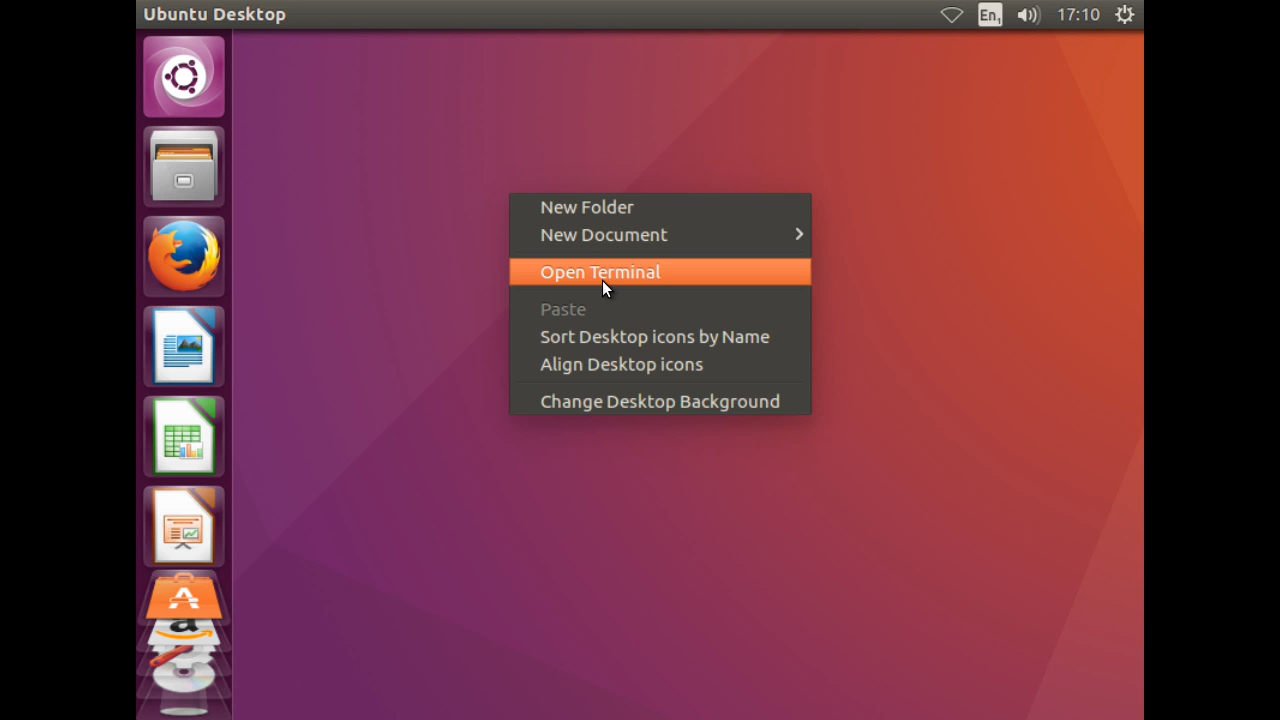 Ubuntu Desktop
En1
17:10
New Folder
New Document
Open Terminal
Paste
Sort Desktop icons by Name
Align Desktop icons
Change Desktop Background
A
a